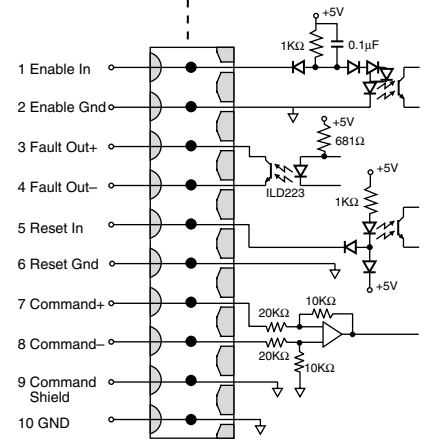 +5V
1KΩ
0.1µF
1 Enable In
2 Enable Gnd
+5V
3 Fault Out+
681Ω
4 Fault Out–
ILD223
+5V
1KΩ
5 Reset In
6 Reset Gnd
+5V
7 Command+
20KΩ
10KΩ
8 Command–
20KΩ
10KΩ
9 Command
Shield
10 GND